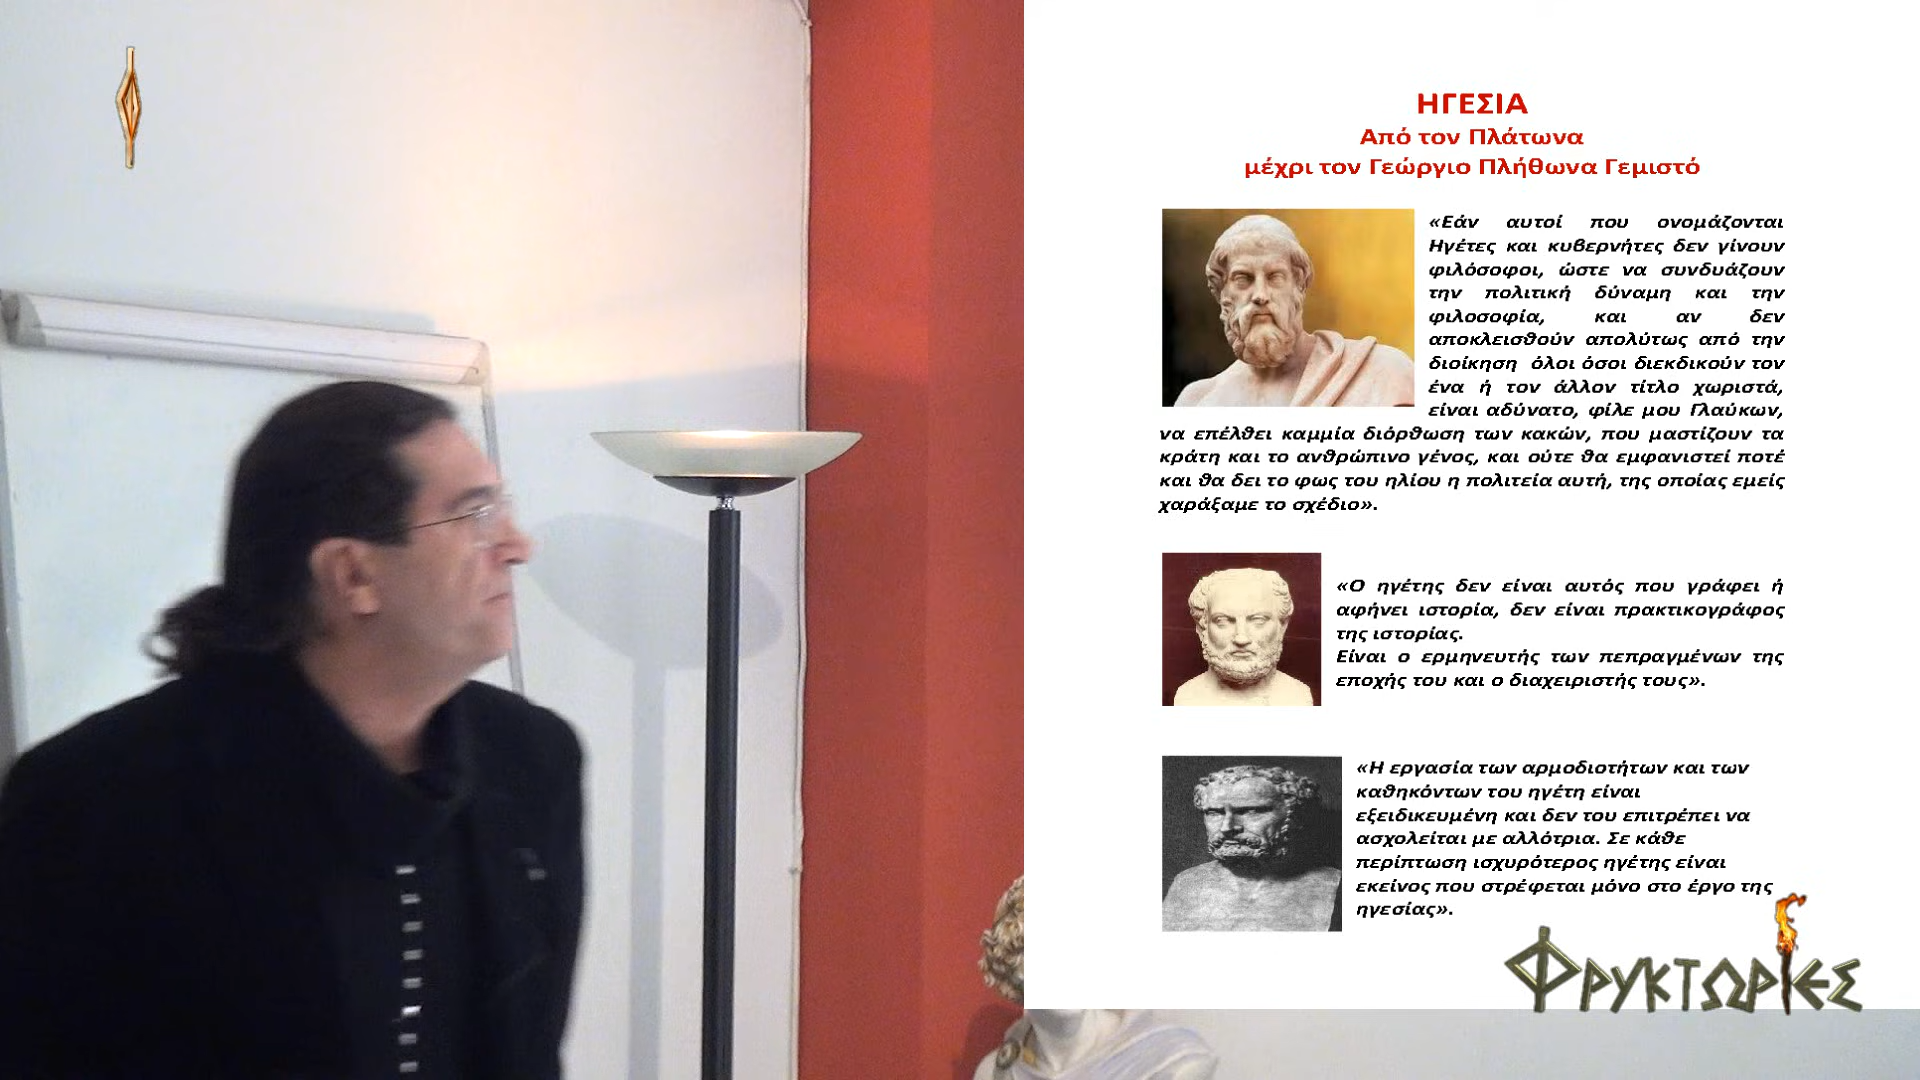 ΗΓΕΣΙΑ
Από τον Πλάτωνα
μέχρι τον Γεώργιο Πλήθωνα Γεμιστό
«Εάν αυτοί που ονομάζονται
Ηγέτες και κυβερνήτες δεν γίνουν
φιλόσοφοι, ώστε να συνδυάζουν
την πολιτική δύναμη και την
φιλοσοφία, και αν δεν
αποκλεισθούν απολύτως από την
διοίκηση όλοι όσοι διεκδικούν τον
ένα ή τον άλλον τίτλο χωριστά,
είναι αδύνατο, φίλε μου Γλαύκων,
να επέλθει καμμία διόρθωση των κακών, που μαστίζουν τα
κράτη και το ανθρώπινο γένος, και ούτε θα εμφανιστεί ποτέ
και θα δει το φως του ηλίου η πολιτεία αυτή, της οποίας εμείς
χαράξαμε το σχέδιο».
«Ο ηγέτης δεν είναι αυτός που γράφει ή
αφήνει ιστορία, δεν είναι πρακτικογράφος
της ιστορίας.
Είναι ο ερμηνευτής των πεπραγμένων της
εποχής του και ο διαχειριστής τους».
«Η εργασία των αρμοδιοτήτων και των
καθηκόντων του ηγέτη είναι
εξειδικευμένη και δεν του επιτρέπει να
ασχολείται με αλλότρια. Σε κάθε
περίπτωση ισχυρότερος ηγέτης είναι
εκείνος που στρέφεται μόνο στο έργο της
ηγεσίας».
ΦΡΥΚΤΩΡΙΕΣ